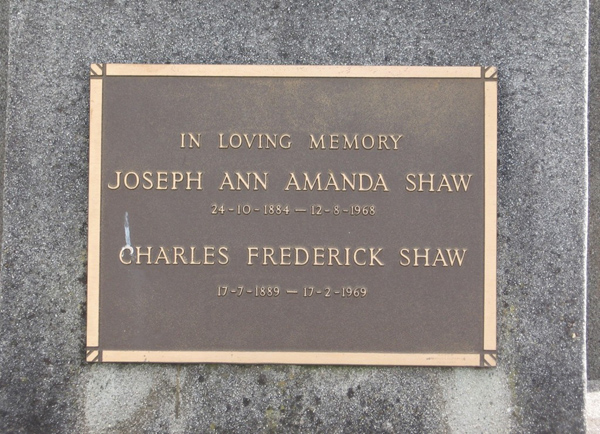 IN LOVING MEMORY
JOSEPH ANN AMANDA SHAW
24-10-1884 — 12-8-1968
CHARLES FREDERICK SHAW
17-7-1889 — 17-2-1969